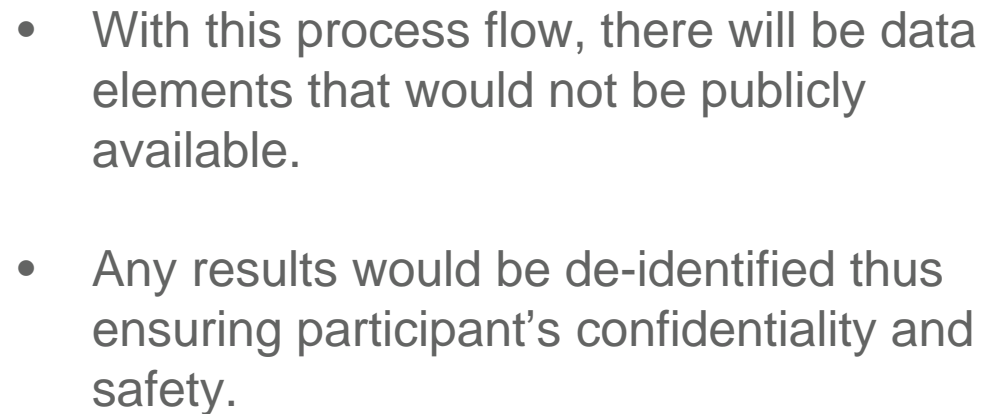 • With this process flow, there will be data
elements that would not be publicly
available.
• Any results would be de-identified thus
ensuring participant’s confidentiality and
safety.